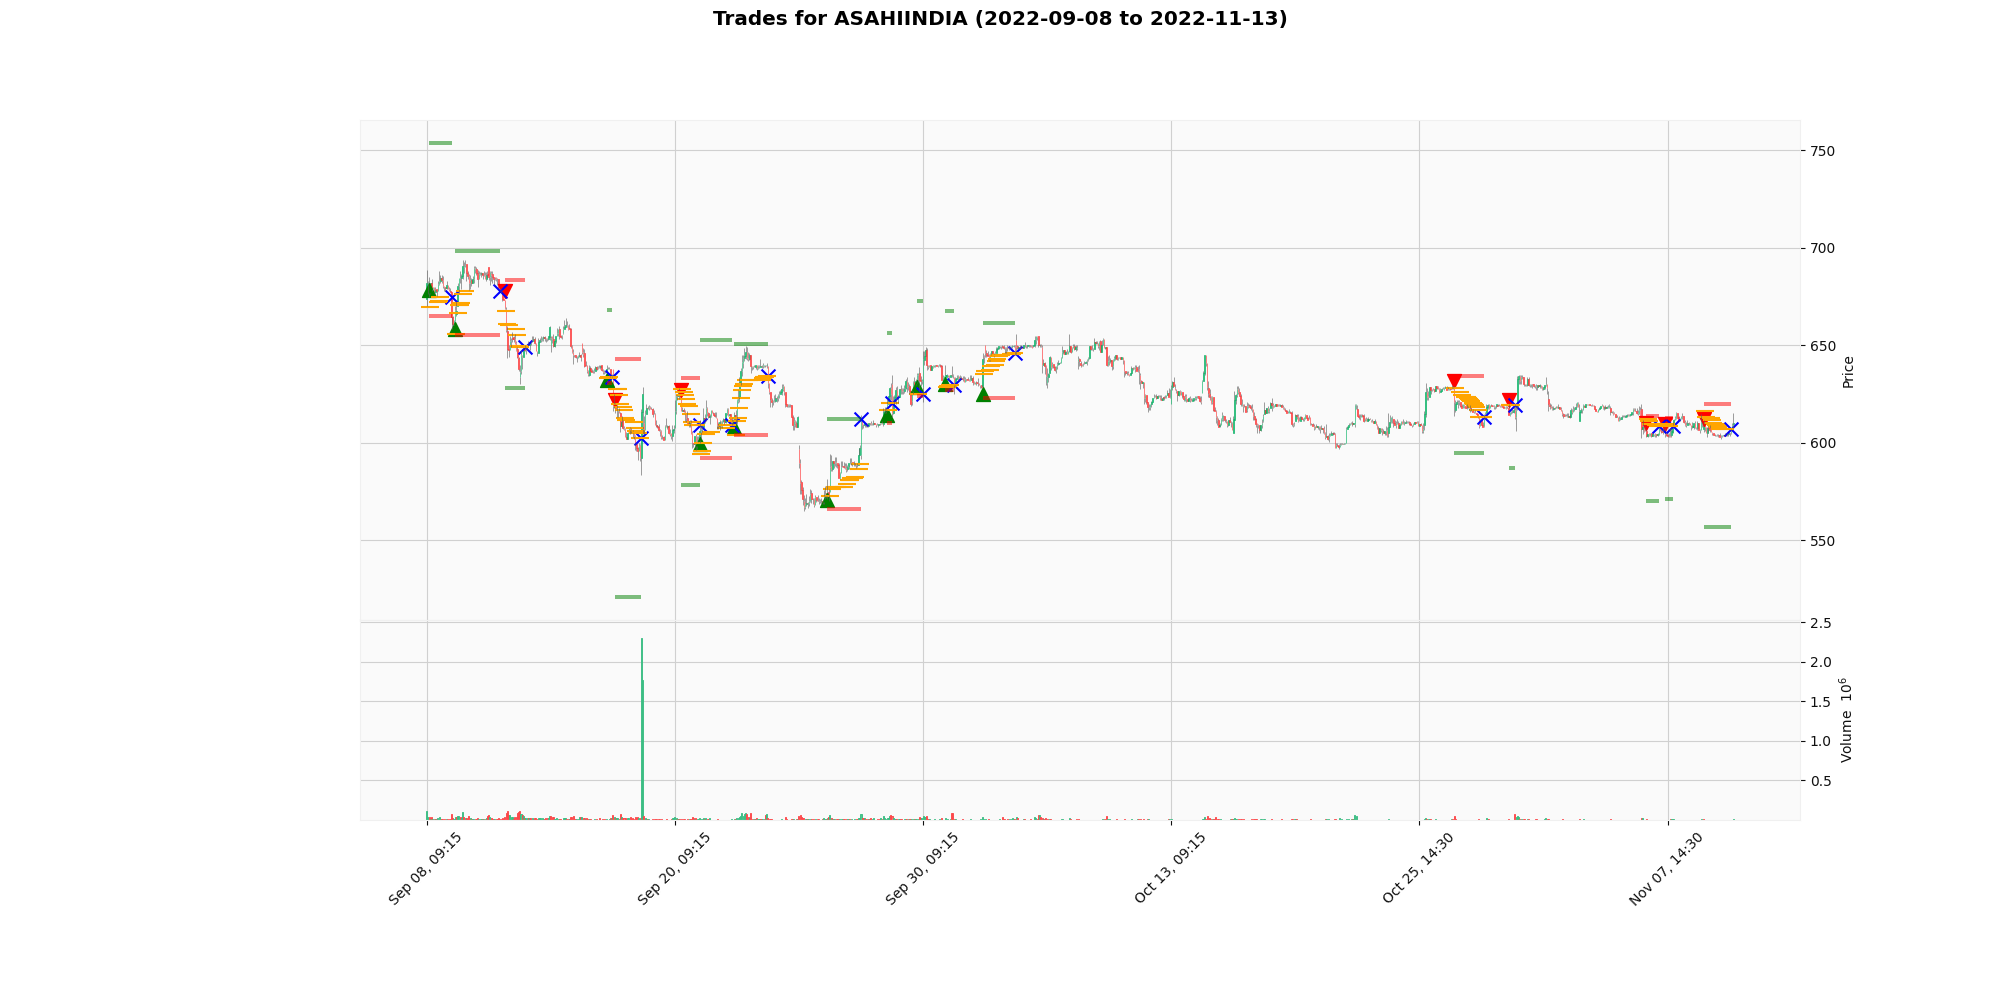 Trades for ASAHIINDIA (2022-09-08 to 2022-11-13)
750
700
650
600
550
Price
2.5
2.0
1.5
1.0
0.5
Volume 10^6
Sep 08, 09:15
Sep 20, 09:15
Sep 30, 09:15
Oct 13, 09:15
Oct 25, 14:30
Nov 07, 14:30